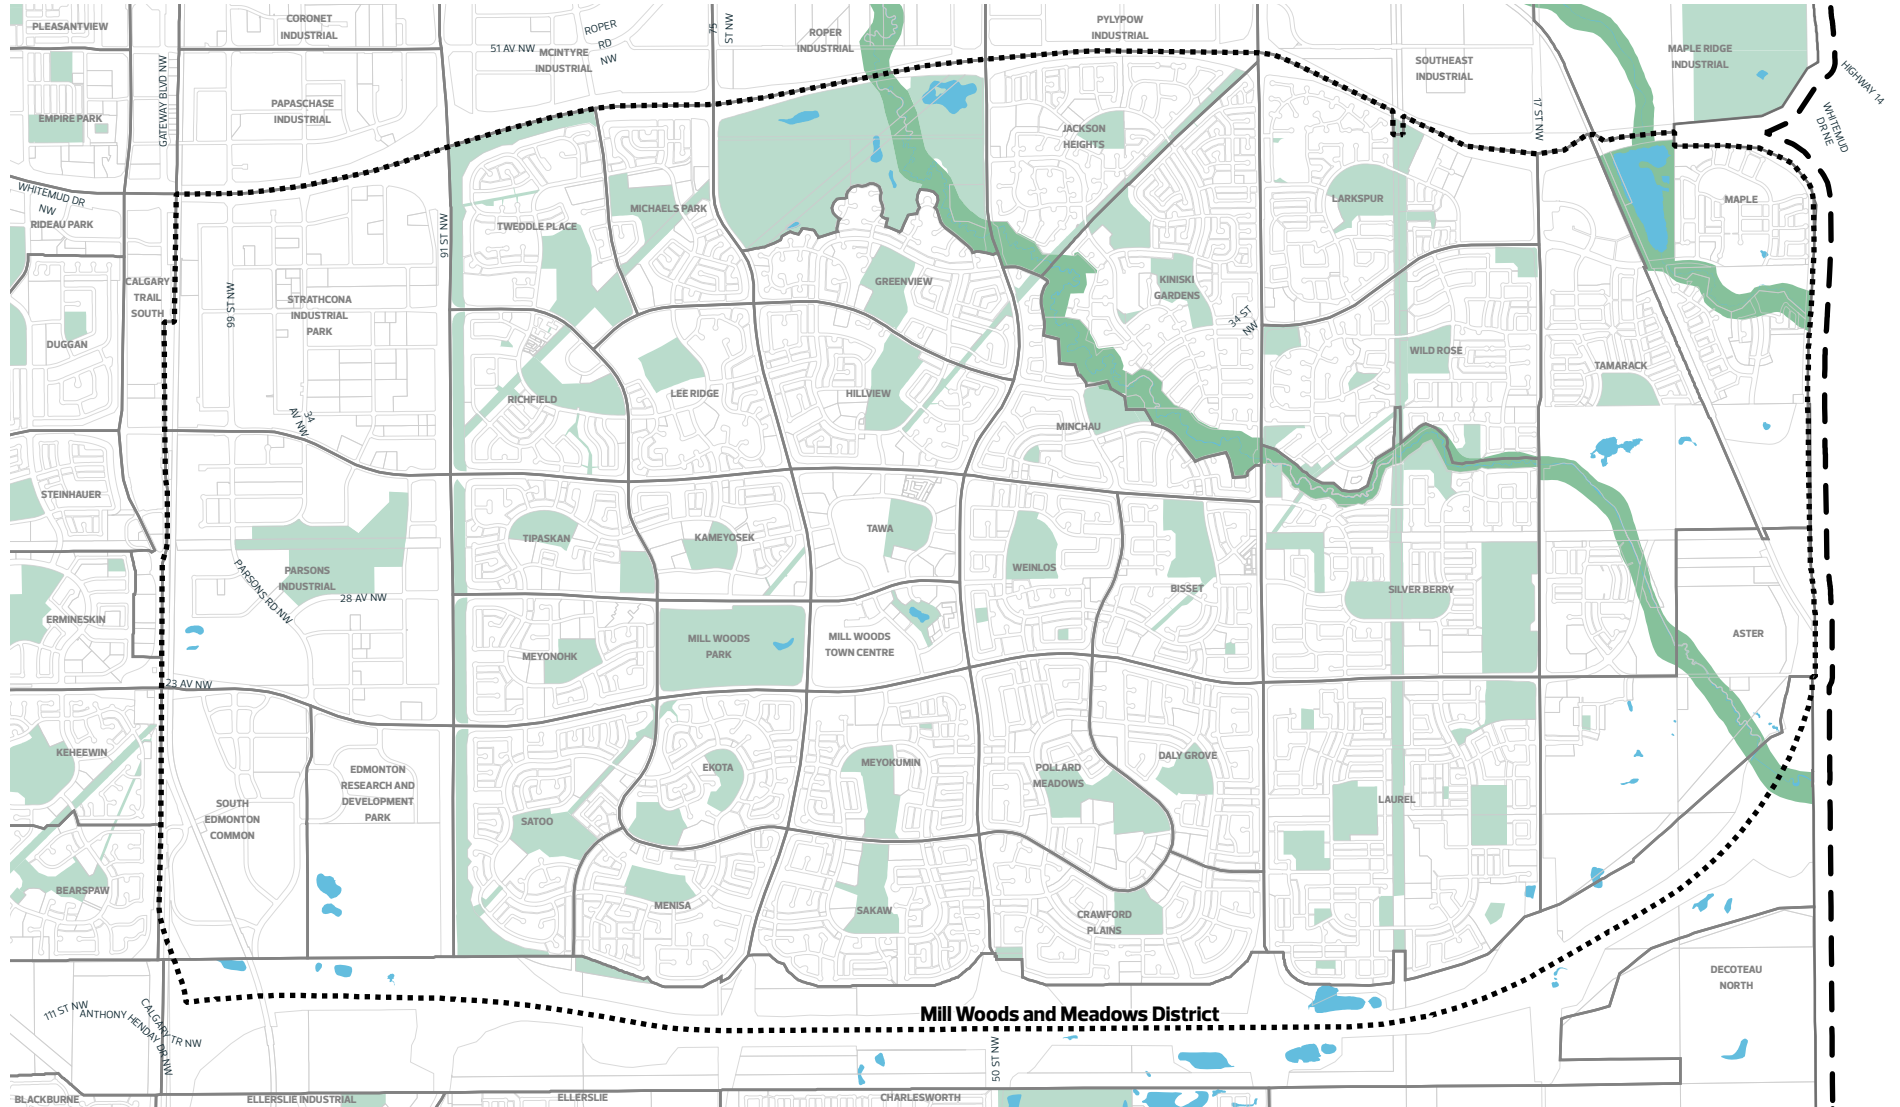 PLEASANTVIEW
CORONET
INDUSTRIAL
51 AV NW
MCINTYRE
INDUSTRIAL
ROPER
RD
NW
75
ST NW
ROPER
INDUSTRIAL
PYLYPOW
INDUSTRIAL
SOUTHEAST
INDUSTRIAL
MAPLE RIDGE
INDUSTRIAL
HIGHWAY 14
WHITEMUD
DR NE
GATEWAY BLVD NW
PAPASCHASE
INDUSTRIAL
EMPIRE PARK
17 ST NW
JACKSON
HEIGHTS
WHITEMUD DR
NW
RIDEAU PARK
91 ST NW
TWEDDLE PLACE
MICHAELS PARK
LARKSPUR
MAPLE
CALGARY
TRAIL
SOUTH
99 ST NW
STRATHCONA
INDUSTRIAL
PARK
GREENVIEW
KINISKI
GARDENS
34 ST
NW
DUGGAN
WILD ROSE
TAMARACK
RICHFIELD
LEE RIDGE
HILLVIEW
34
AV NW
MINCHAU
STEINHAUER
TIPASKAN
KAMEYOSEK
TAWA
WEINLOS
BISSET
SILVER BERRY
PARSONS
INDUSTRIAL
PARSONS RD NW
28 AV NW
ERMINESKIN
MEYONOHK
MILL WOODS
PARK
MILL WOODS
TOWN CENTRE
ASTER
23 AV NW
KEHEEWIN
EDMONTON
RESEARCH AND
DEVELOPMENT
PARK
SOUTH
EDMONTON
COMMON
EKOTA
MEYOKUMIN
POLLARD
MEADOWS
DALY GROVE
LAUREL
SATOO
BEARSPAW
MENISA
SAKAW
CRAWFORD
PLAINS
DECOTEAU
NORTH
111 ST NW
ANTHONY HENDAY DR NW
CALGARY TR NW
Mill Woods and Meadows District
50 ST NW
BLACKBURNE
ELLERSLIE INDUSTRIAL
ELLERSLIE
CHARLESWORTH